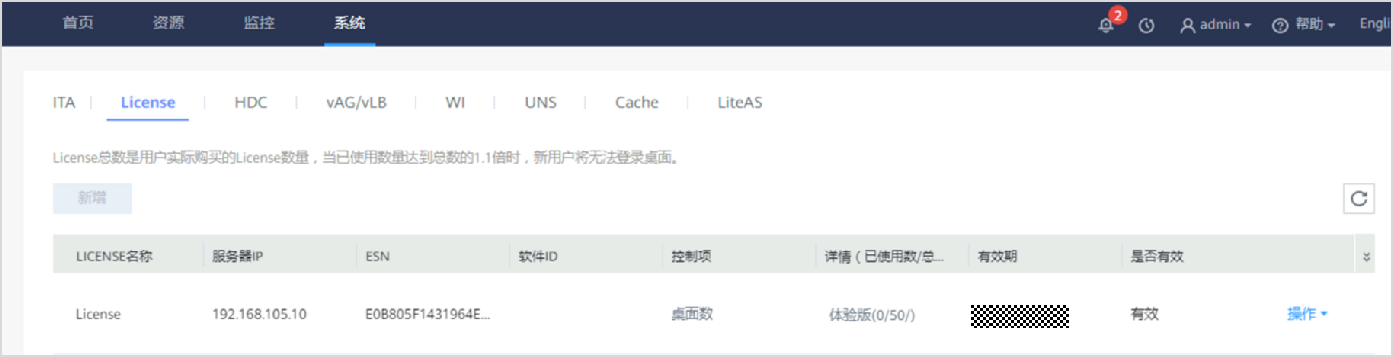 首页 资源 监控 系统 2 admin 帮助 Engli
ITA License HDC vAG/vLB WI UNS Cache LiteAS
License总数是用户实际购买的License数量，当已使用数量达到总数的1.1倍时，新用户将无法登录桌面。
新增
LICENSE名称 服务器IP ESN 软件ID 控制项 详情（已使用数/总... 有效期 是否有效
License 192.168.105.10 E0B805F1431964E... 桌面数 体验版(0/50/) 有效 操作